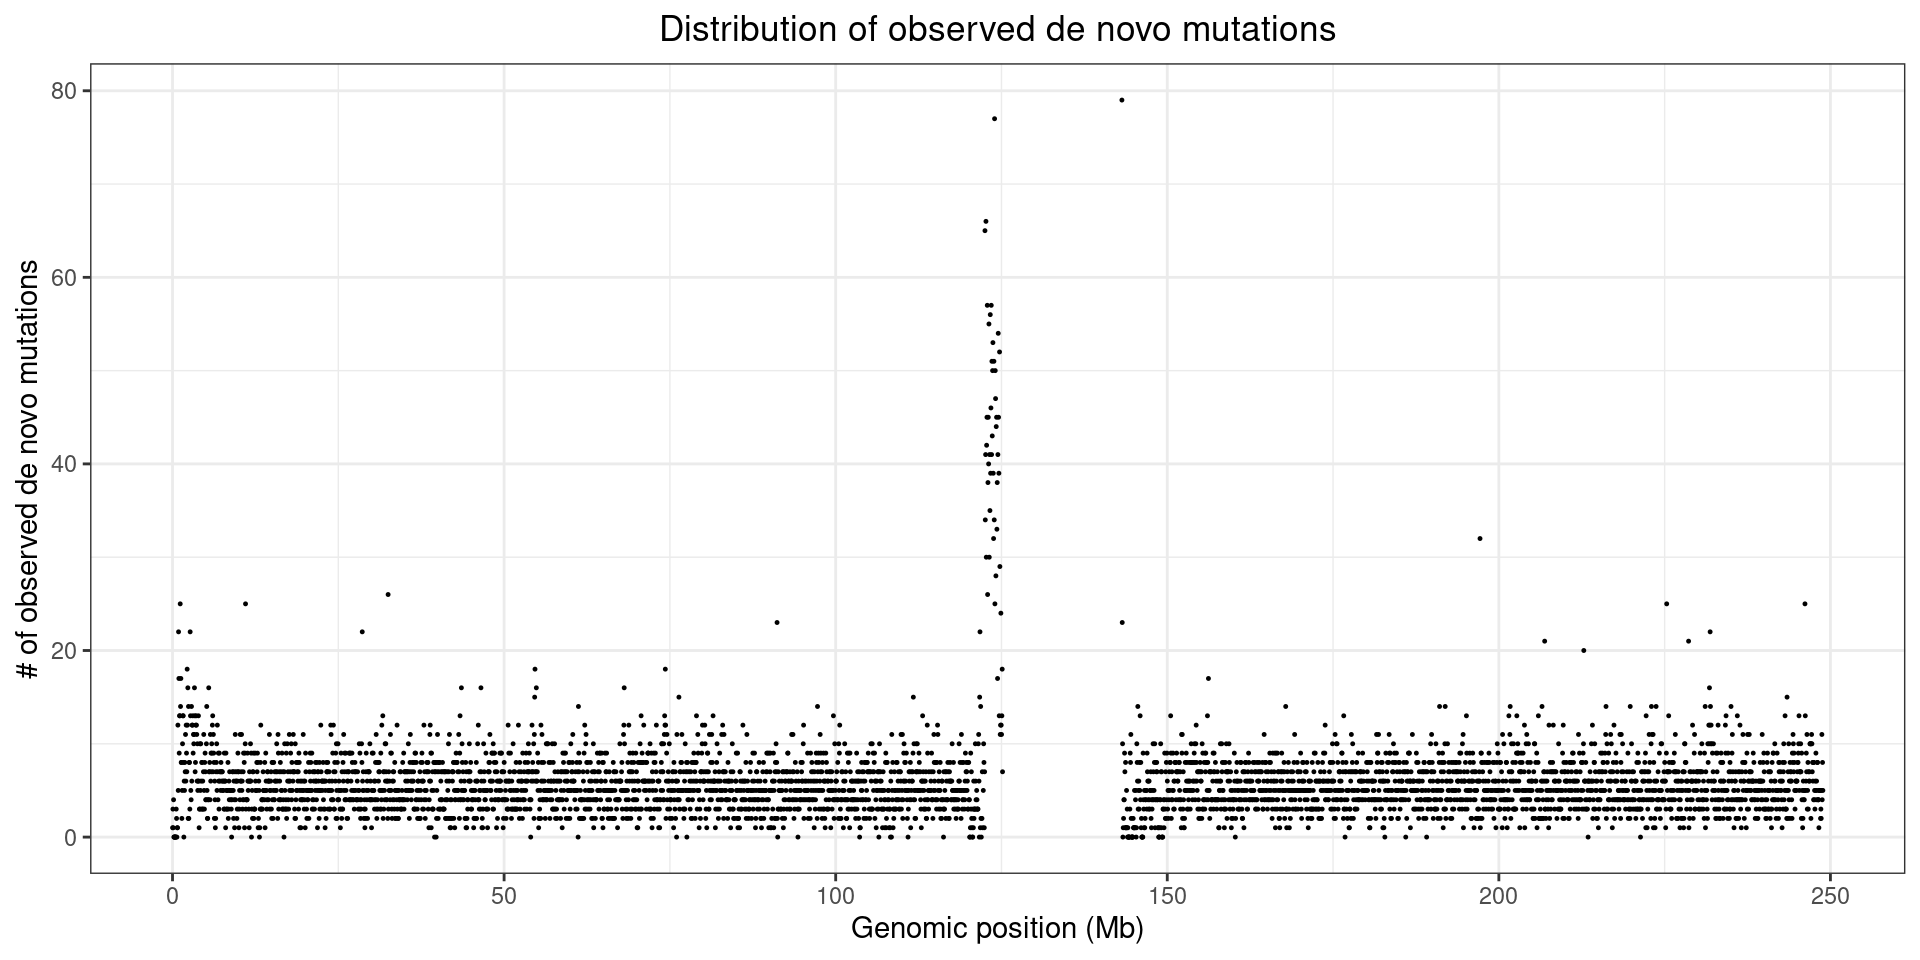 Distribution of observed de novo mutations
# of observed de novo mutations
80
60
40
20
0
0 50 100 150 200 250
Genomic position (Mb)